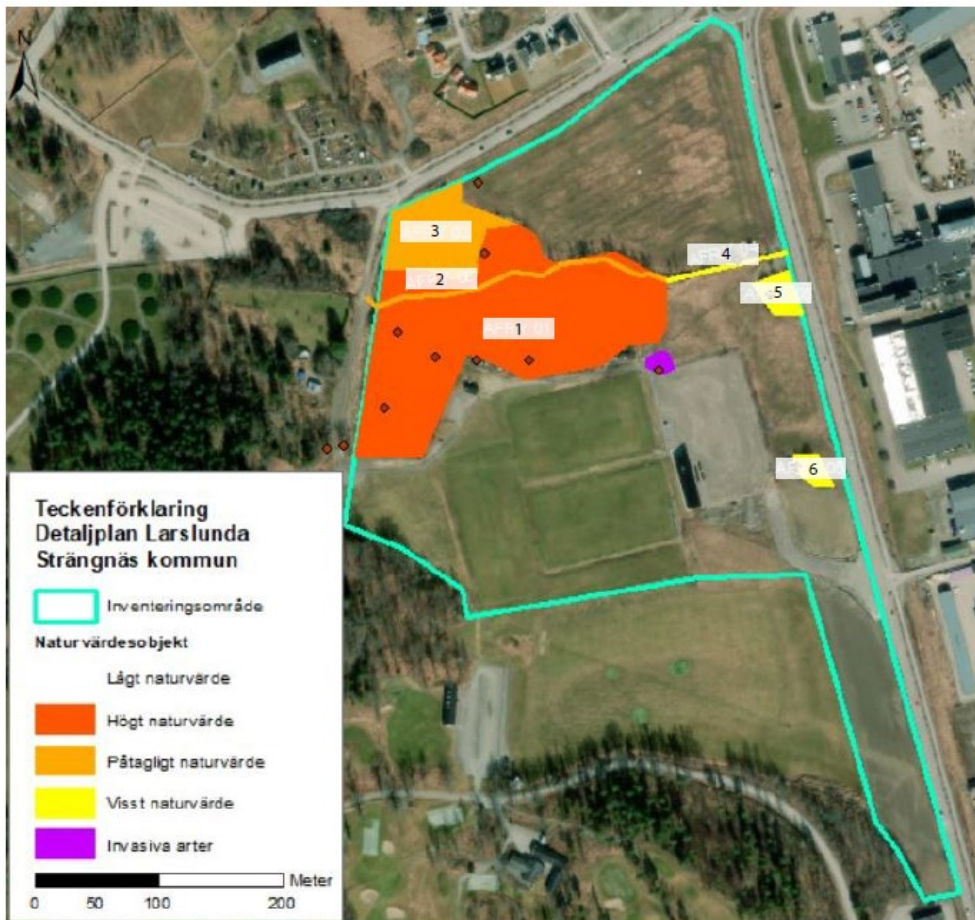 N
3
4
2
5
1
6
Teckenförklaring
Detaljplan Larslunda
Strängnäs kommun
Inventeringsområde
Naturvärdesobjekt
Lågt naturvärde
Högt naturvärde
Påtagligt naturvärde
Visst naturvärde
Invasiva arter
Meter
0 50 100 200